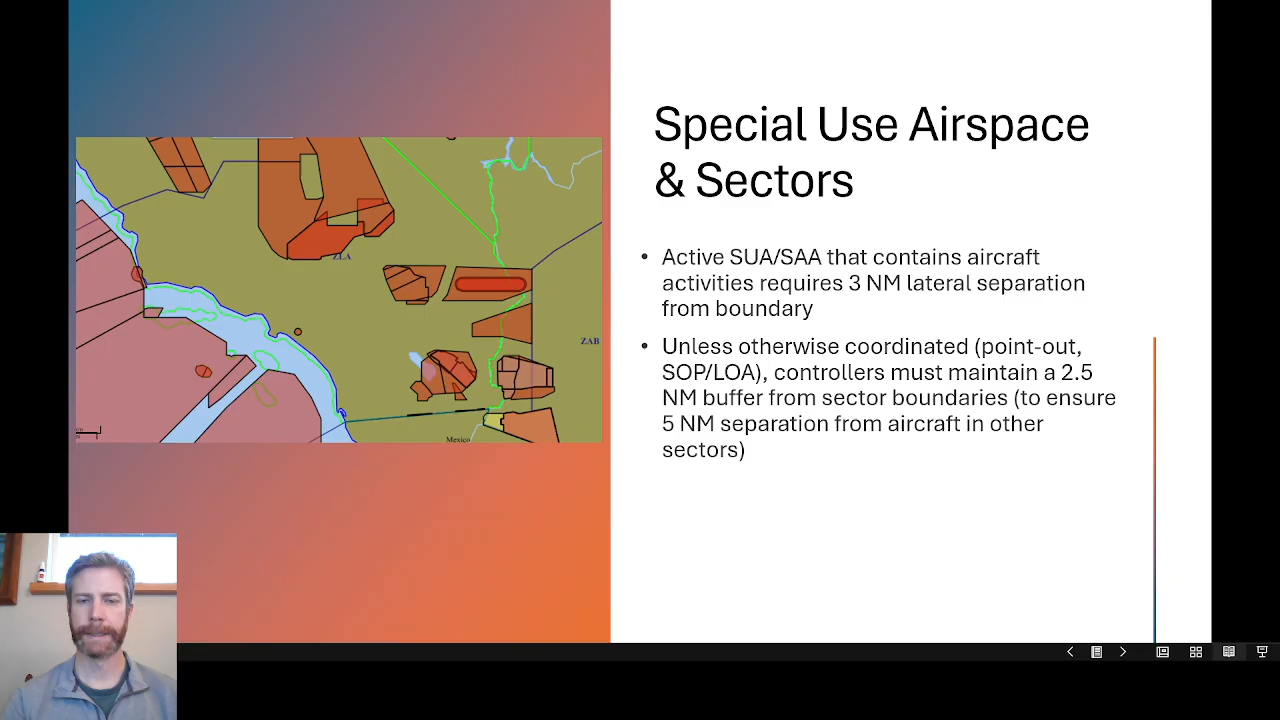 Special Use Airspace
& Sectors
• Active SUA/SAA that contains aircraft
activities requires 3 NM lateral separation
from boundary
• Unless otherwise coordinated (point-out,
SOP/LOA), controllers must maintain a 2.5
NM buffer from sector boundaries (to ensure
5 NM separation from aircraft in other
sectors)
ZLA
ZAB
Mexico